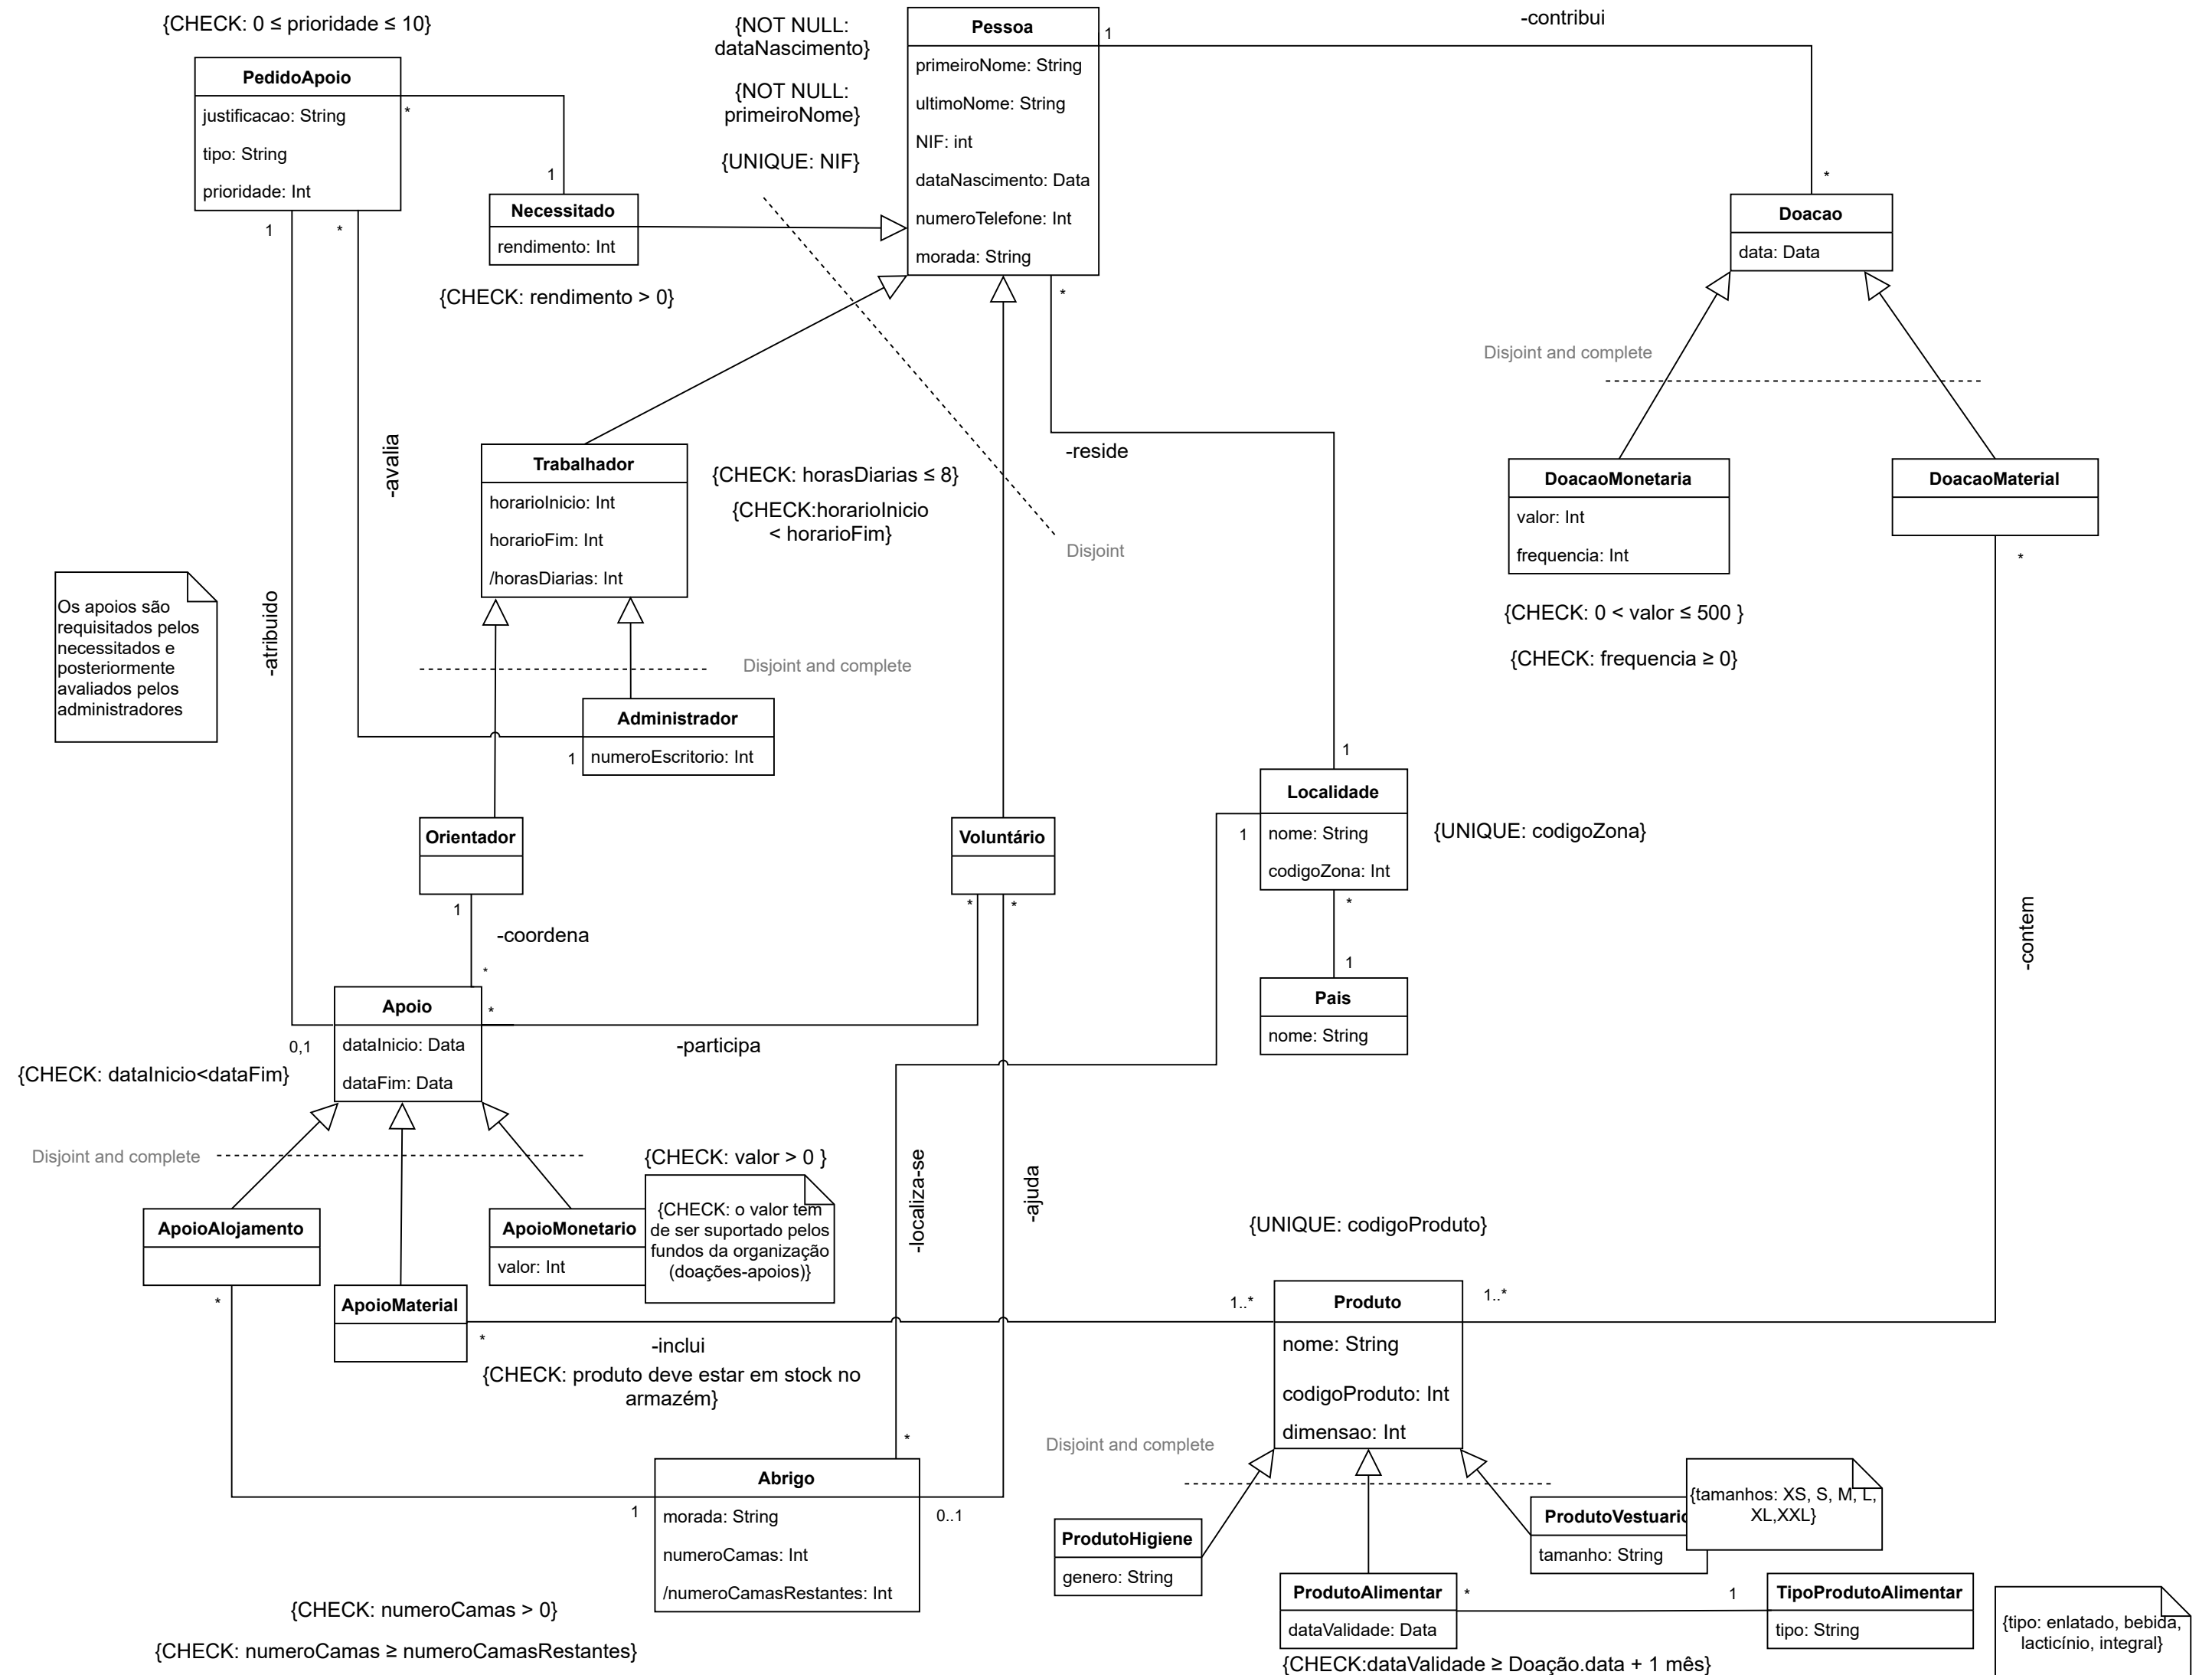 {CHECK: 0 ≤ prioridade ≤ 10}
PedidoApoio
justificacao: String
tipo: String
prioridade: Int
*
1
1
*
Necessitado
rendimento: Int
{CHECK: rendimento > 0}
{NOT NULL:
dataNascimento}
{NOT NULL:
primeiroNome}
{UNIQUE: NIF}
Pessoa
primeiroNome: String
ultimoNome: String
NIF: int
dataNascimento: Data
numeroTelefone: Int
morada: String
1
-contribui
*
*
Doacao
data: Data
Disjoint and complete
DoacaoMonetaria
valor: Int
frequência: Int
{CHECK: 0 < valor ≤ 500 }
{CHECK: frequencia ≥ 0}
DoacaoMaterial
*
-contem
-reside
Disjoint
Trabalhador
horarioInicio: Int
horarioFim: Int
/horasDiarias: Int
{CHECK: horasDiarias ≤ 8}
{CHECK:horarioInicio
< horarioFim}
-avalia
-atribuido
Os apoios são
requisitados pelos
necessitados e
posteriormente
avaliados pelos
administradores
Disjoint and complete
Administrador
numeroEscritorio: Int
1
Orientador
1
-coordena
*
Voluntário
*
*
1
Localidade
nome: String
codigoZona: Int
1
{UNIQUE: codigoZona}
*
1
Pais
nome: String
Apoio
dataInicio: Data
dataFim: Data
*
0,1
{CHECK: dataInicio<dataFim}
-participa
Disjoint and complete
ApoioAlojamento
*
ApoioMaterial
*
ApoioMonetario
valor: Int
{CHECK: valor > 0 }
{CHECK: o valor tem
de ser suportado pelos
fundos da organização
(doações-apoios)}
-localiza-se
-ajuda
-inclui
{CHECK: produto deve estar em stock no
armazém}
{UNIQUE: codigoProduto}
1..*
1..*
Produto
nome: String
codigoProduto: Int
dimensao: Int
Disjoint and complete
*
Abrigo
morada: String
numeroCamas: Int
/numeroCamasRestantes: Int
1
0..1
{CHECK: numeroCamas > 0}
{CHECK: numeroCamas ≥ numeroCamasRestantes}
ProdutoHigiene
genero: String
ProdutoVestuario
tamanho: String
{tamanhos: XS, S, M, L,
XL,XXL}
ProdutoAlimentar
dataValidade: Data
*
1
TipoProdutoAlimentar
tipo: String
{tipo: enlatado, bebida,
lacticínio, integral}
{CHECK:dataValidade ≥ Doação.data + 1 mês}